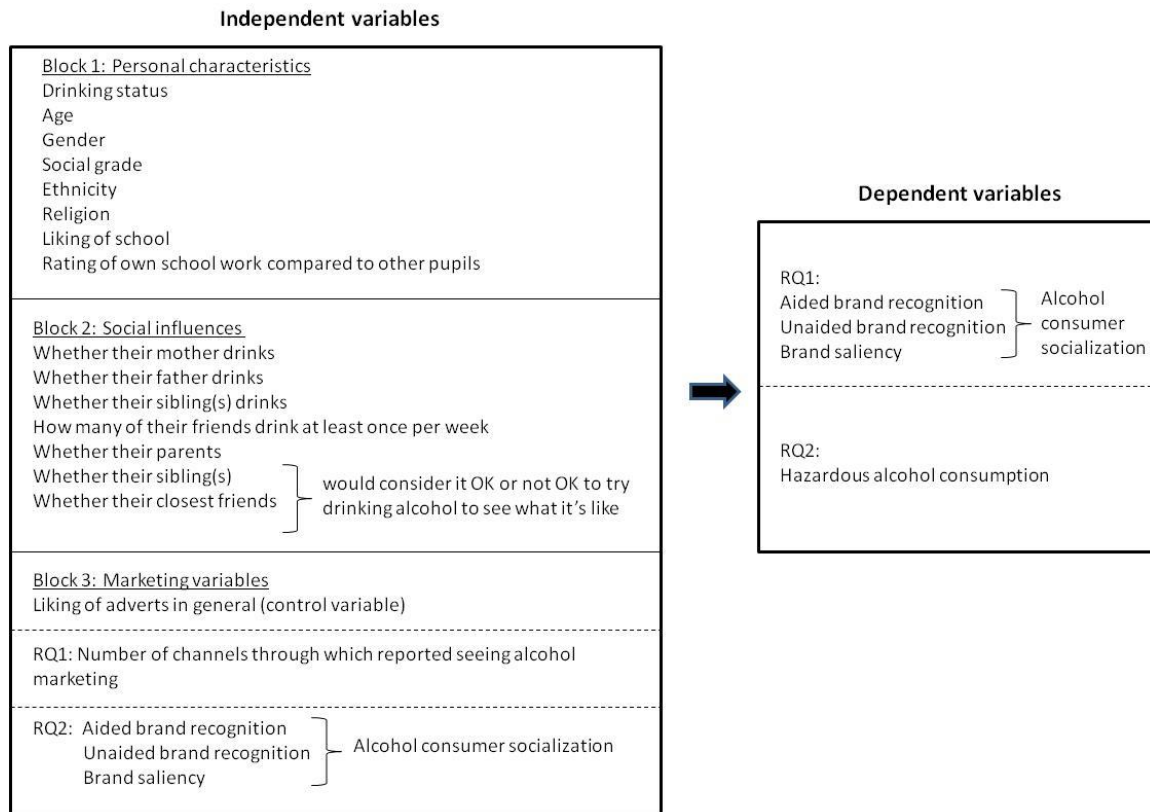 Independent variables
Block 1: Personal characteristics
Drinking status
Age
Gender
Social grade
Ethnicity
Religion
Liking of school
Rating of own school work compared to other pupils
Block 2: Social influences
Whether their mother drinks
Whether their father drinks
Whether their sibling(s) drinks
How many of their friends drink at least once per week
Whether their parents
Whether their sibling(s)
Whether their closest friends
would consider it OK or not OK to try
drinking alcohol to see what it’s like
Block 3: Marketing variables
Liking of adverts in general (control variable)
RQ1: Number of channels through which reported seeing alcohol
marketing
RQ2: Aided brand recognition
Unaided brand recognition
Brand saliency
Alcohol consumer socialization
Dependent variables
RQ1:
Aided brand recognition
Unaided brand recognition
Brand saliency
Alcohol
consumer
socialization
RQ2:
Hazardous alcohol consumption